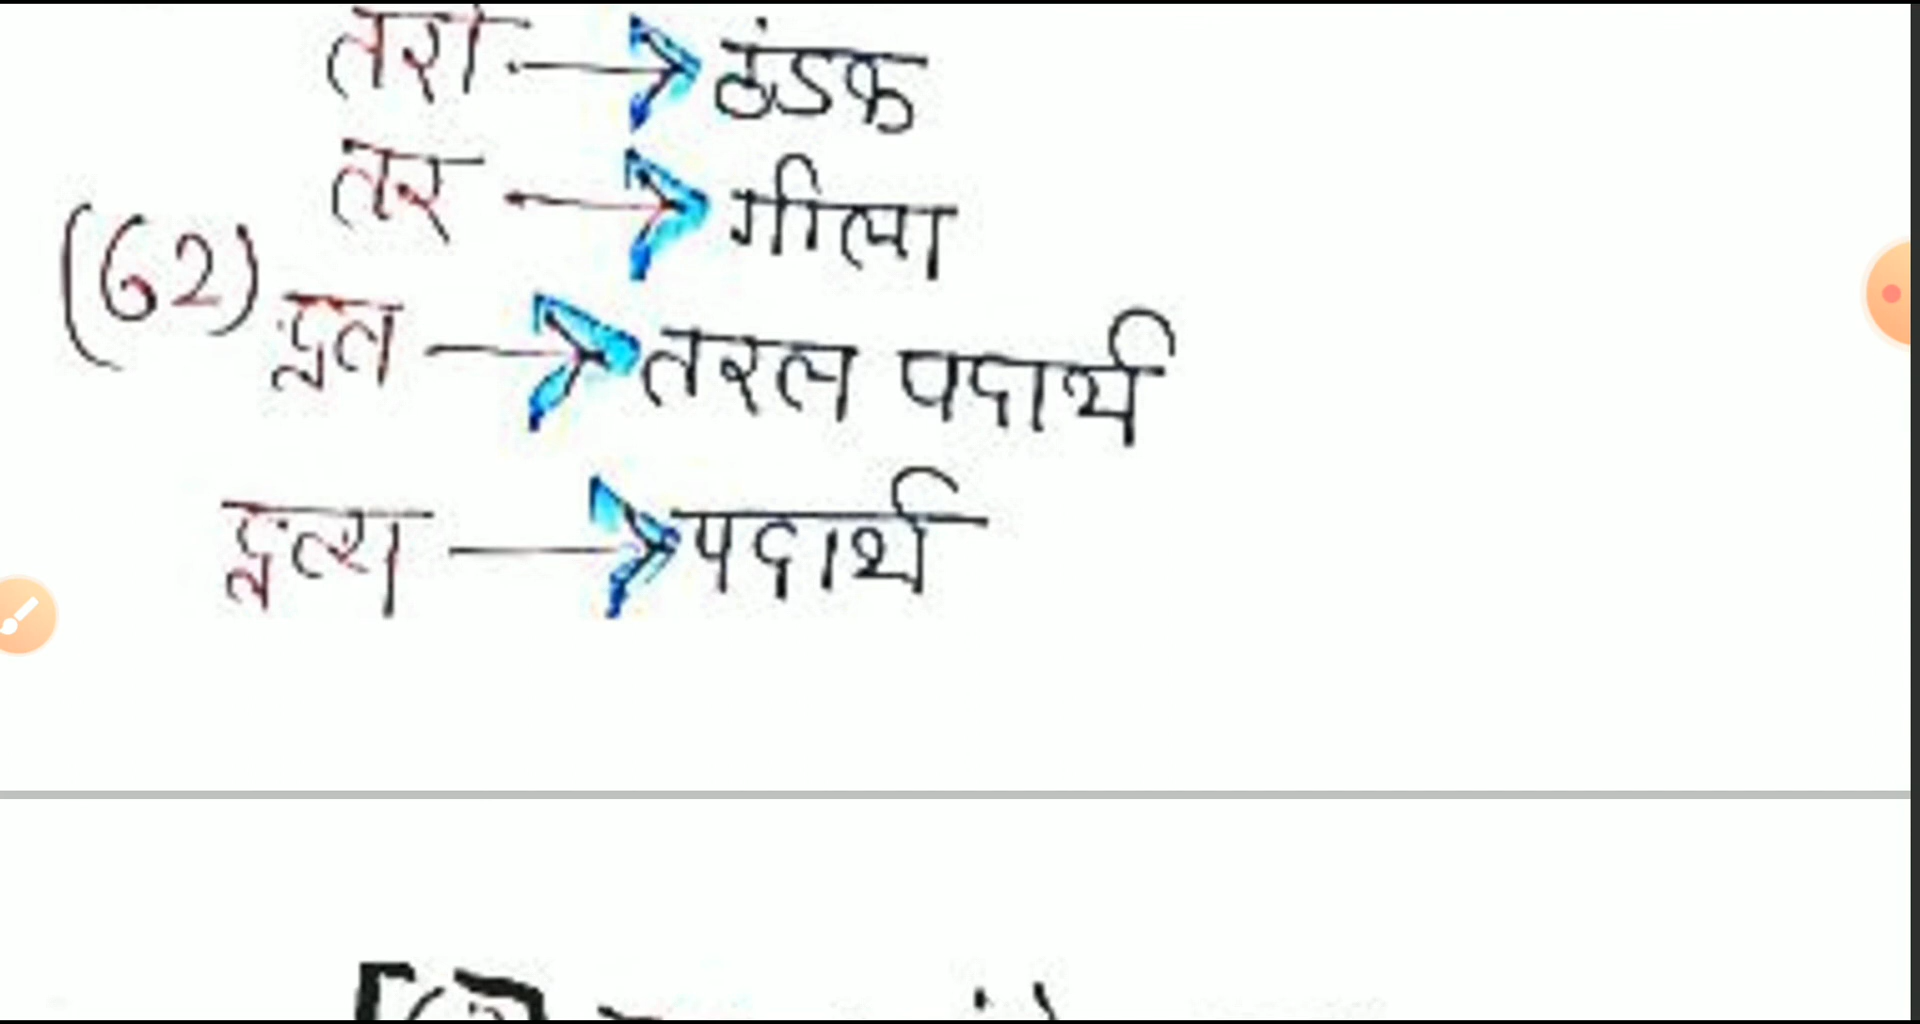 तरी → ठंडक
तर → गीला
(62) द्रव → तरल पदार्थ
द्रव्य → पदार्थ